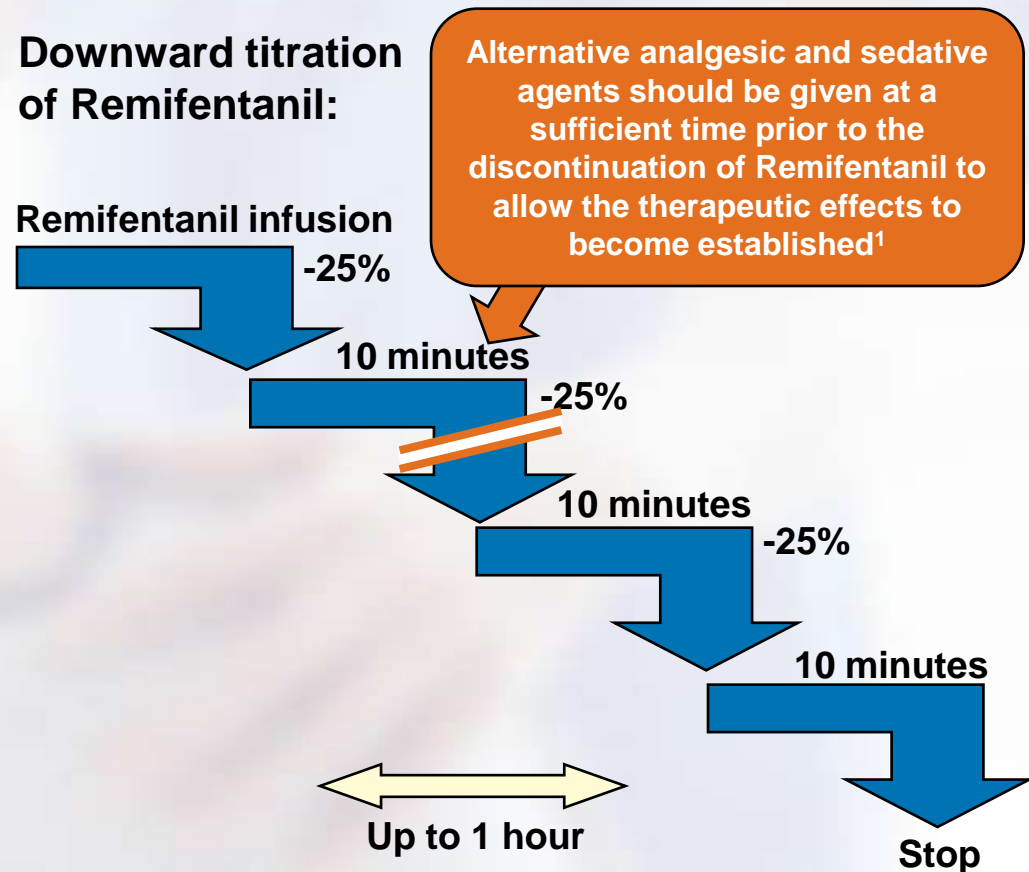 Downward titration
of Remifentanil:
Alternative analgesic and sedative
agents should be given at a
sufficient time prior to the
discontinuation of Remifentanil to
allow the therapeutic effects to
become established¹
Remifentanil infusion
-25%
10 minutes
-25%
10 minutes
-25%
10 minutes
Up to 1 hour
Stop